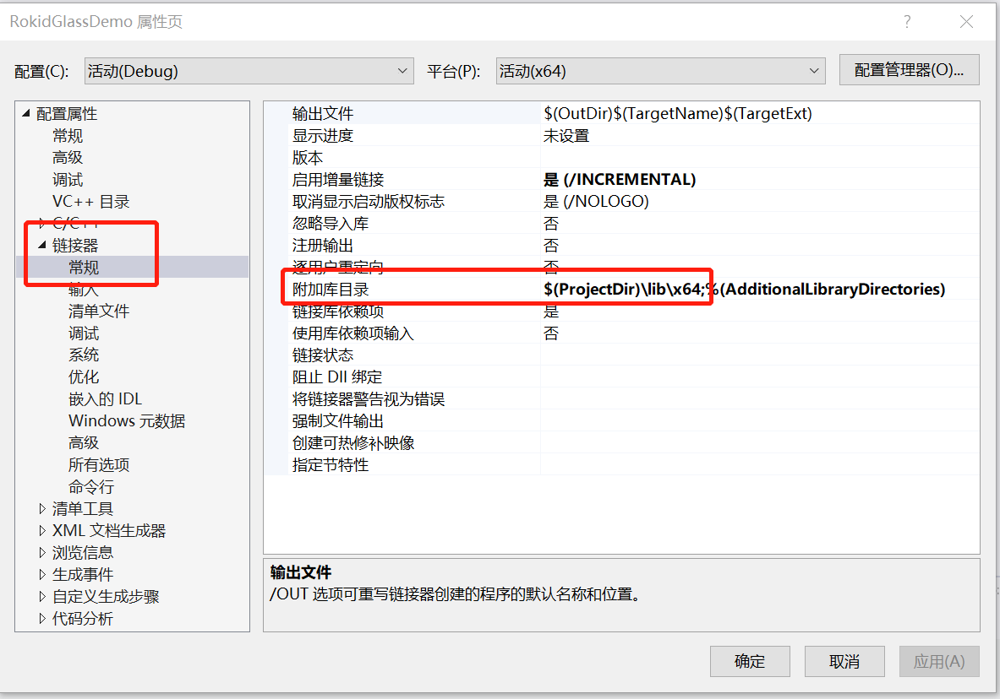 RokidGlassDemo 属性页
?
配置(C): 活动(Debug) 平台(P): 活动(x64) 配置管理器(O)...
配置属性
常规
高级
调试
VC++ 目录
C/C++
链接器
常规
输入
清单文件
调试
系统
优化
嵌入的 IDL
Windows 元数据
高级
所有选项
命令行
清单工具
XML 文档生成器
浏览信息
生成事件
自定义生成步骤
代码分析
输出文件 $(OutDir)$(TargetName)$(TargetExt)
显示进度 未设置
版本
启用增量链接 是 (/INCREMENTAL)
取消显示启动版权标志 是 (/NOLOGO)
忽略导入库 否
注册输出 否
逐用户重定向 否
附加库目录 $(ProjectDir)\lib\x64;%(AdditionalLibraryDirectories)
链接库依赖项 是
使用库依赖项输入 否
链接状态
阻止 Dll 绑定
将链接器警告视为错误
强制文件输出
创建可热修补映像
指定节特性
输出文件
/OUT 选项可重写链接器创建的程序的默认名称和位置。
确定 取消 应用(A)